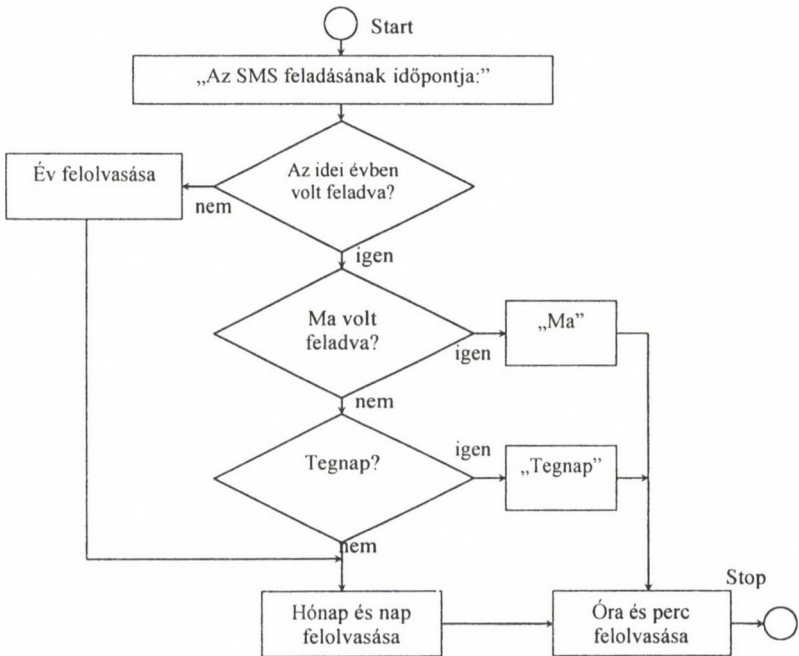 Start
„Az SMS feladásának időpontja:”
Az idei évben
volt feladva?
Év felolvasása
nem
igen
Ma volt
feladva?
igen
„Ma”
nem
Tegnap?
igen
„Tegnap”
nem
Stop
Hónap és nap
felolvasása
Óra és perc
felolvasása